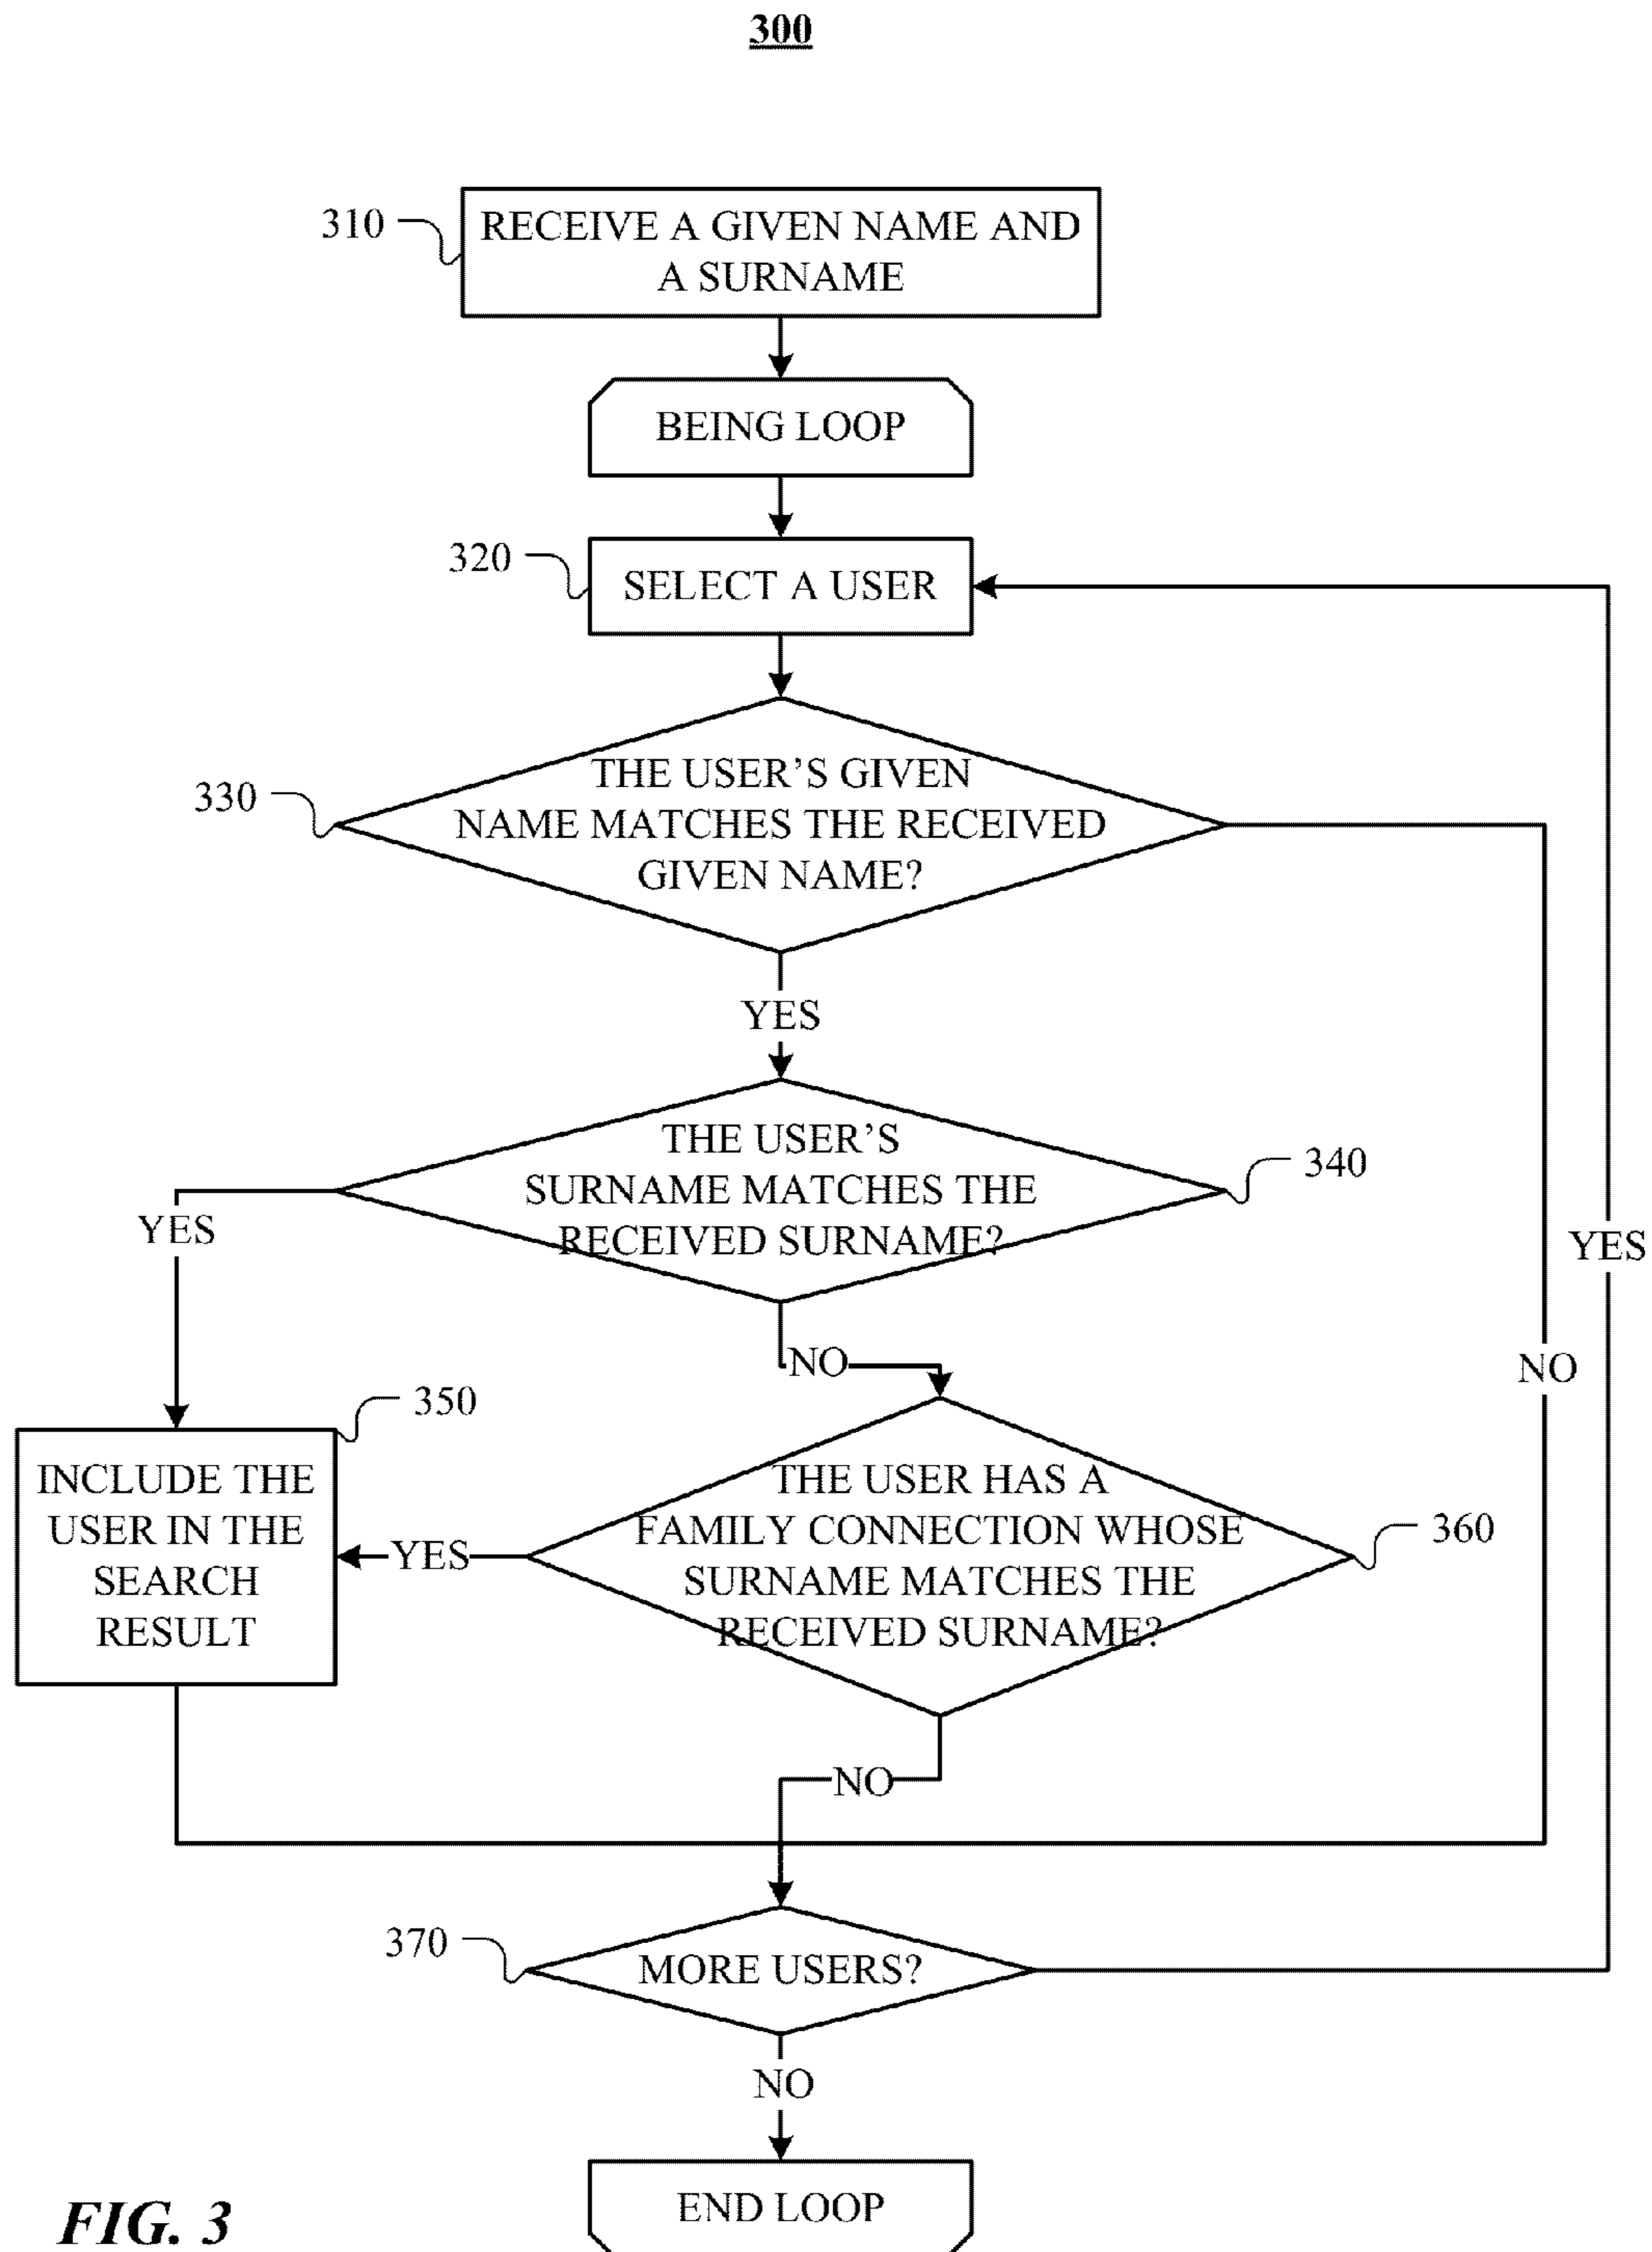 300
310
RECEIVE A GIVEN NAME AND
A SURNAME
BEING LOOP
320
SELECT A USER
330
THE USER'S GIVEN
NAME MATCHES THE RECEIVED
GIVEN NAME?
YES
THE USER'S
SURNAME MATCHES THE
RECEIVED SURNAME?
340
YES
YES
NO
NO
350
INCLUDE THE
USER IN THE
SEARCH
RESULT
YES
THE USER HAS A
FAMILY CONNECTION WHOSE
SURNAME MATCHES THE
RECEIVED SURNAME?
360
NO
370
MORE USERS?
NO
END LOOP
FIG. 3